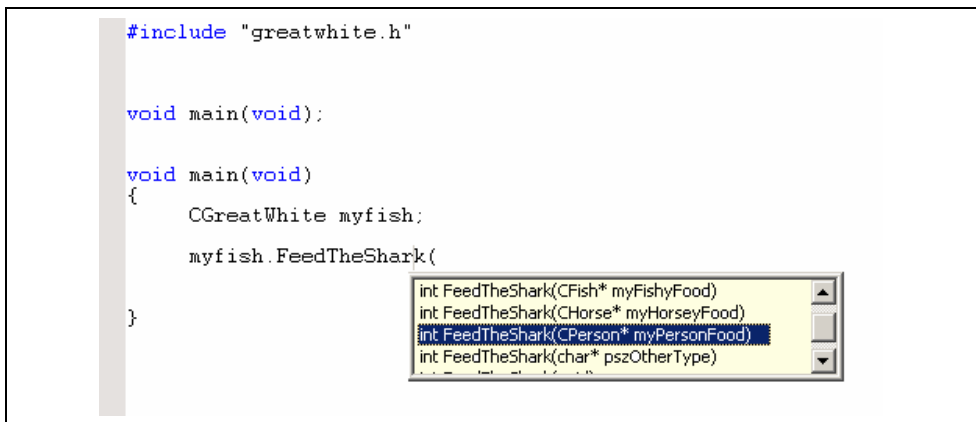 #include "greatwhite.h"
void main(void);
void main(void)
{
CGreatWhite myfish;
myfish.FeedTheShark(
int FeedTheShark(CFish* myFishyFood)
int FeedTheShark(CHorse* myHorseyFood)
int FeedTheShark(CPerson* myPersonFood)
int FeedTheShark(char* pszOtherType)
}